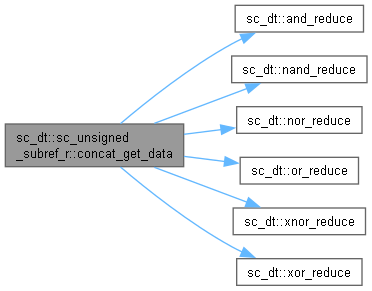 sc_dt::sc_unsigned
_subref_r::concat_get_data
sc_dt::and_reduce
sc_dt::nand_reduce
sc_dt::nor_reduce
sc_dt::or_reduce
sc_dt::xnor_reduce
sc_dt::xor_reduce